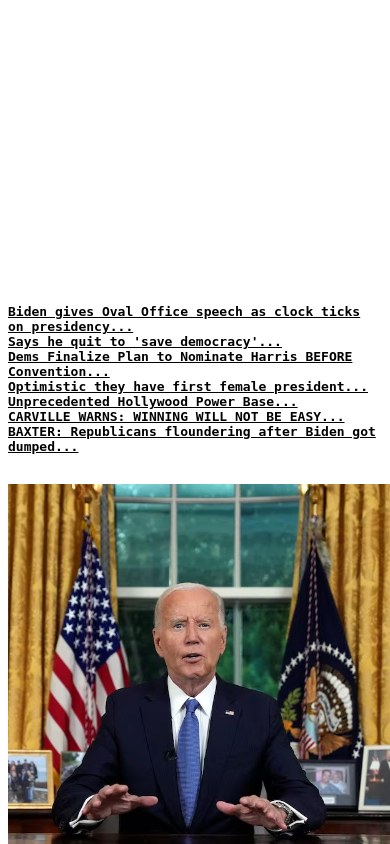 Biden gives Oval Office speech as clock ticks
on presidency...
Says he quit to 'save democracy'...
Dems Finalize Plan to Nominate Harris BEFORE
Convention...
Optimistic they have first female president...
Unprecedented Hollywood Power Base...
CARVILLE WARNS: WINNING WILL NOT BE EASY...
BAXTER: Republicans floundering after Biden got
dumped...